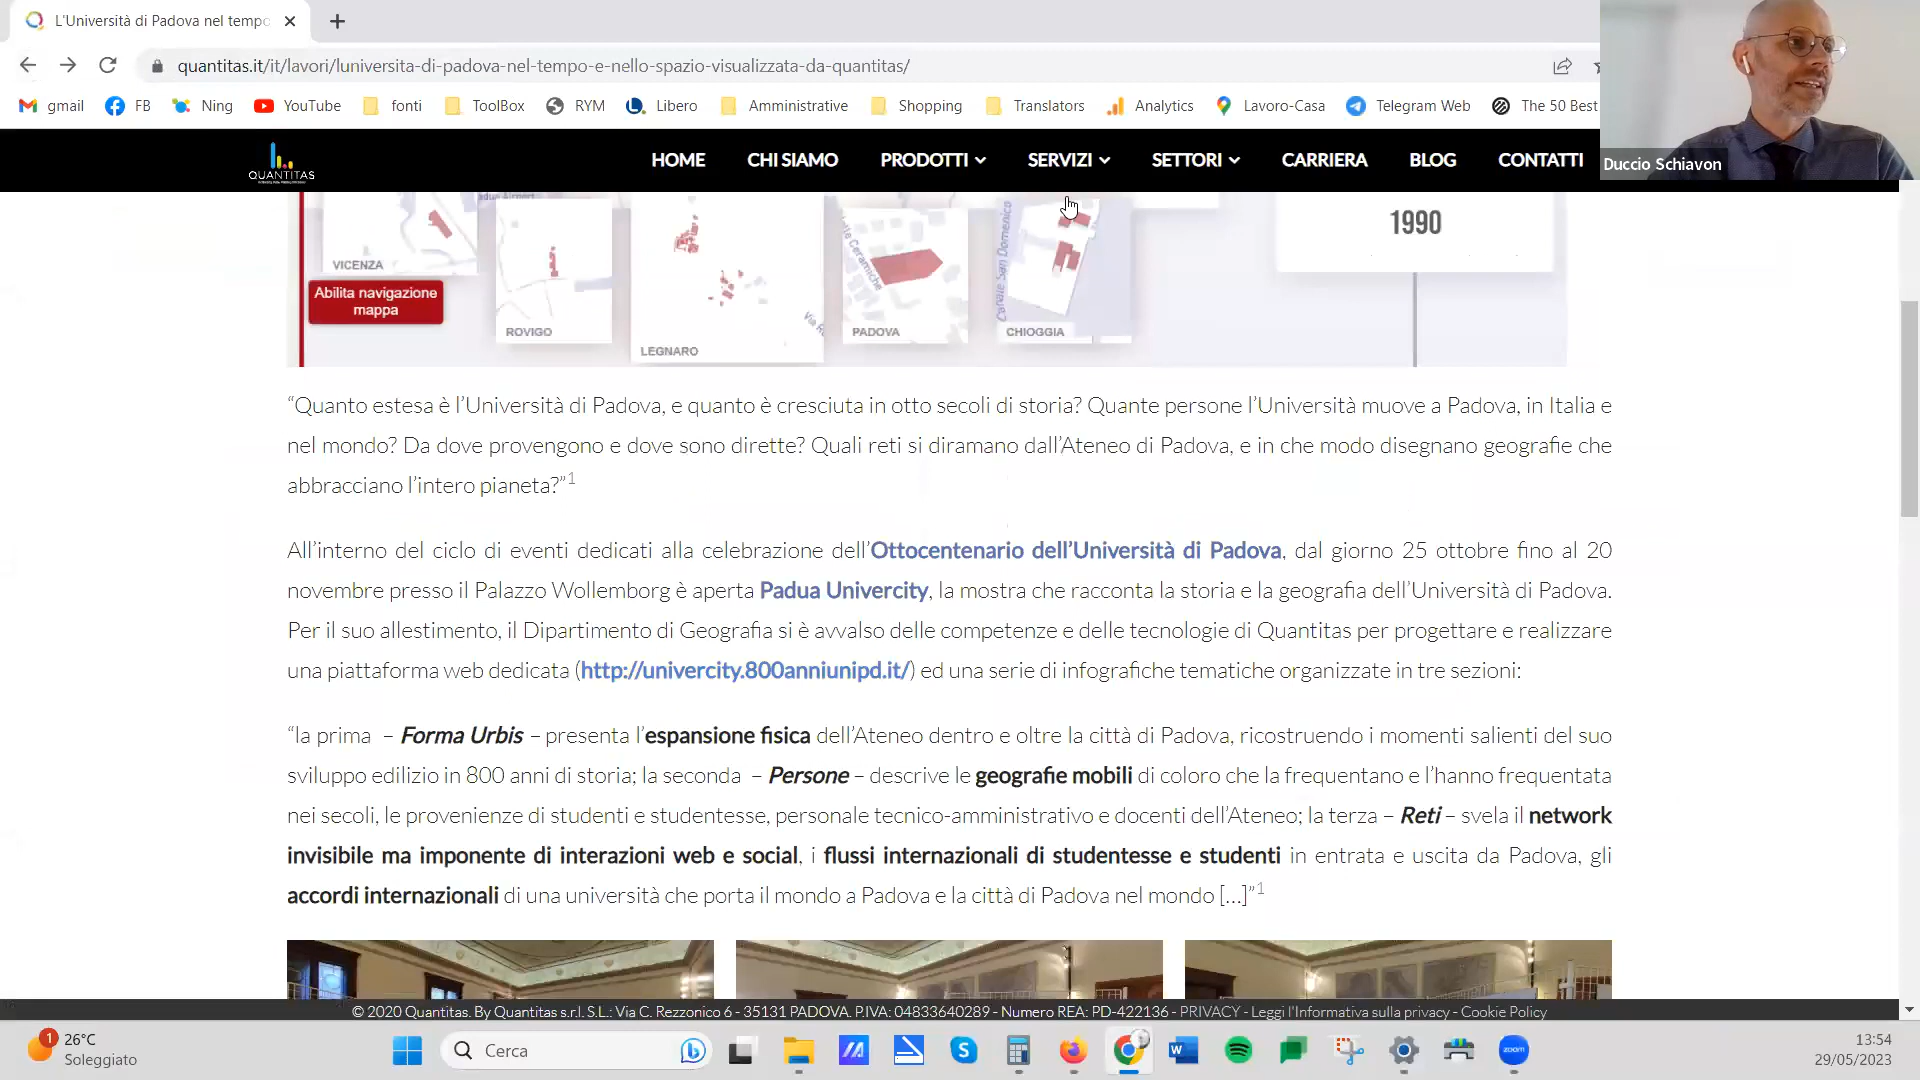 L'Università di Padova nel tempo
quantitas.it/it/lavori/luniversita-di-padova-nel-tempo-e-nello-spazio-visualizzata-da-quantitas/
gmail FB Ning YouTube fonti ToolBox RYM Libero Amministrative Shopping Translators Analytics Lavoro-Casa Telegram Web The 50 Best
Duccio Schiavon
QUANTITAS
HOME CHI SIAMO PRODOTTI SERVIZI SETTORI CARRIERA BLOG CONTATTI
1990
VICENZA
Abilita navigazione
mappa
Canale San Domenico
ROVIGO
LEGNARO
PADOVA
CHIOGGIA
“Quanto estesa è l’Università di Padova, e quanto è cresciuta in otto secoli di storia? Quante persone l’Università muove a Padova, in Italia e
nel mondo? Da dove provengono e dove sono dirette? Quali reti si diramano dall’Ateneo di Padova, e in che modo disegnano geografie che
abbracciano l’intero pianeta?”1
All’interno del ciclo di eventi dedicati alla celebrazione dell’Ottocentenario dell’Università di Padova, dal giorno 25 ottobre fino al 20
novembre presso il Palazzo Wollemborg è aperta Padua Univercity, la mostra che racconta la storia e la geografia dell’Università di Padova.
Per il suo allestimento, il Dipartimento di Geografia si è avvalso delle competenze e delle tecnologie di Quantitas per progettare e realizzare
una piattaforma web dedicata (http://univercity.800anniunipd.it/) ed una serie di infografiche tematiche organizzate in tre sezioni:
“la prima – Forma Urbis – presenta l’espansione fisica dell’Ateneo dentro e oltre la città di Padova, ricostruendo i momenti salienti del suo
sviluppo edilizio in 800 anni di storia; la seconda – Persone – descrive le geografie mobili di coloro che la frequentano e l’hanno frequentata
nei secoli, le provenienze di studenti e studentesse, personale tecnico-amministrativo e docenti dell’Ateneo; la terza – Reti – svela il network
invisibile ma imponente di interazioni web e social, i flussi internazionali di studentesse e studenti in entrata e uscita da Padova, gli
accordi internazionali di una università che porta il mondo a Padova e la città di Padova nel mondo [...]”1
© 2020 Quantitas. By Quantitas s.r.l. S.L.: Via C. Rezzonico 6 - 35131 PADOVA. P.IVA: 04833640289 - Numero REA: PD-422136 - PRIVACY - Leggi l'Informativa sulla privacy - Cookie Policy
1
26°C
Soleggiato
Cerca
zoom
13:54
29/05/2023